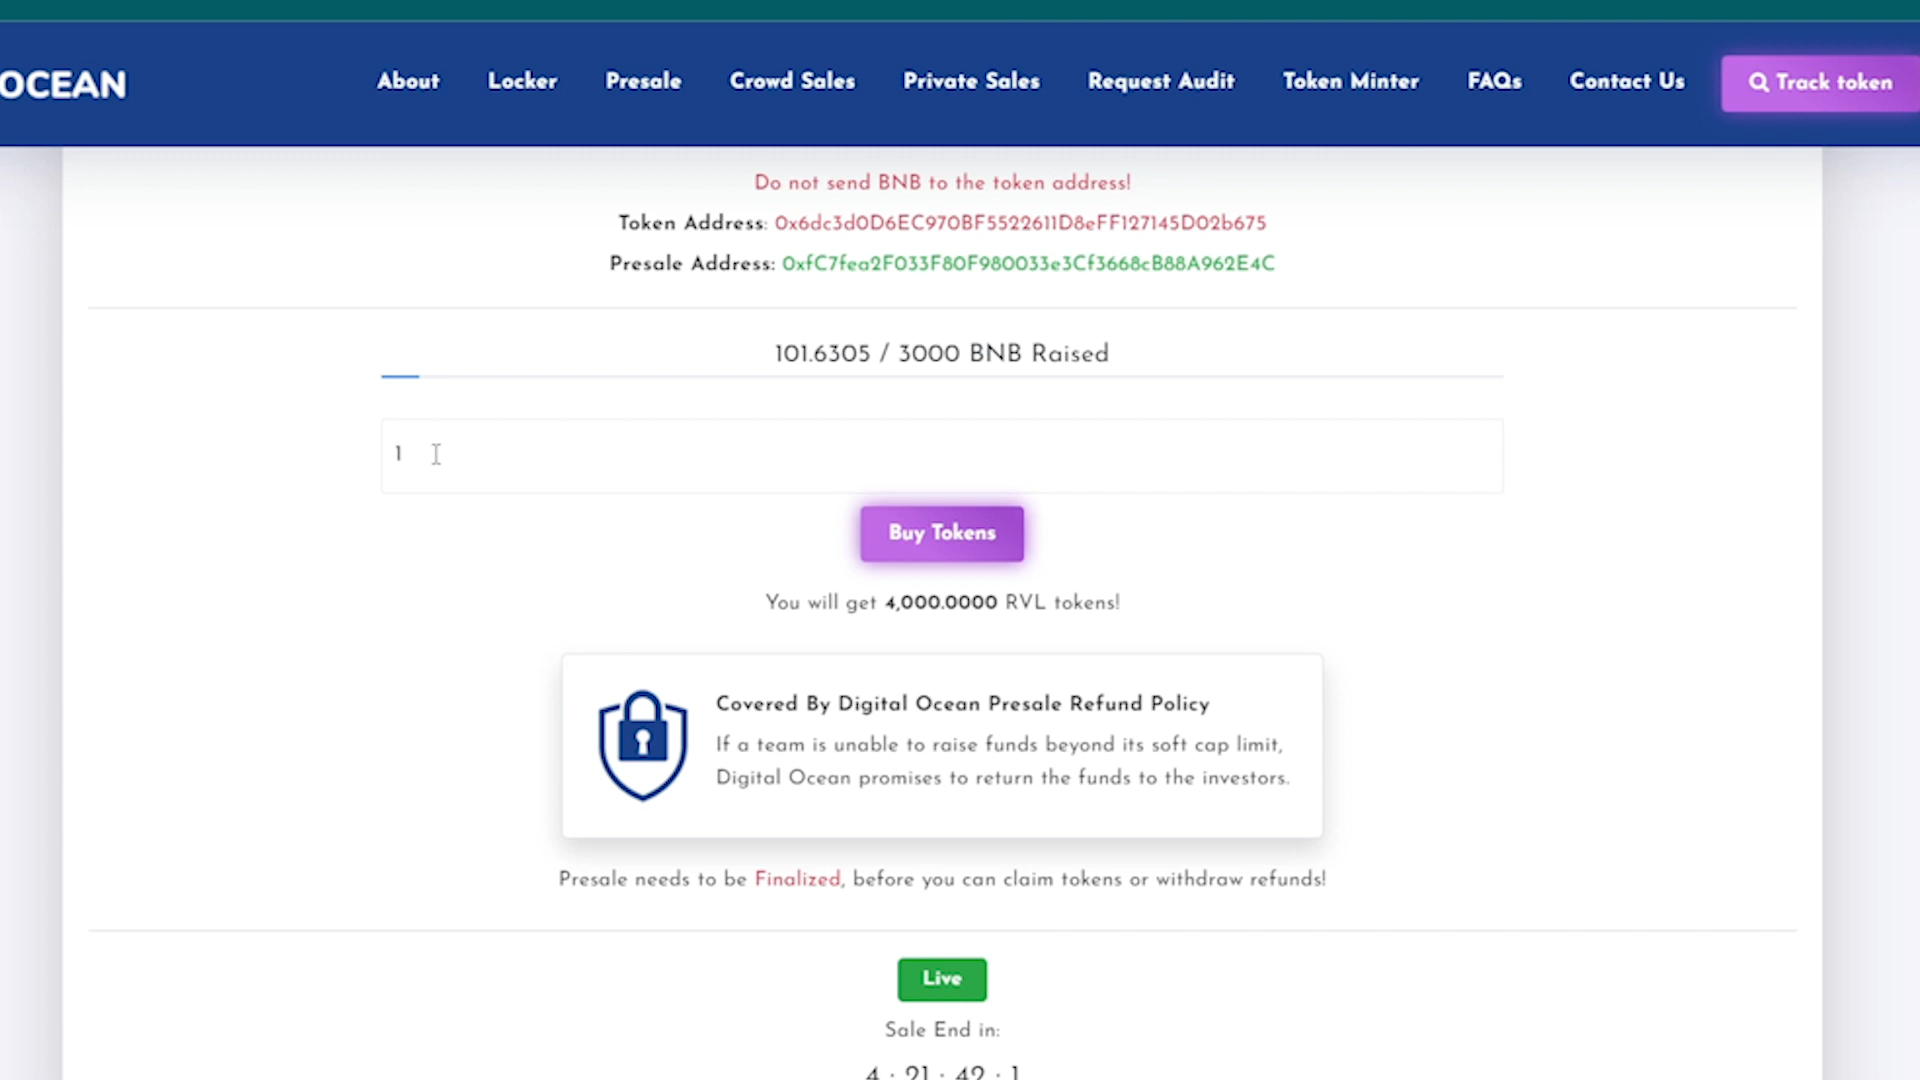 OCEAN
About Locker Presale Crowd Sales Private Sales Request Audit Token Minter FAQs Contact Us Track token
Do not send BNB to the token address!
Token Address: 0x6dc3d0D6EC970BF5522611D8eFF127145D02b675
Presale Address: 0xfC7fea2F033F80F980033e3Cf3668cB88A962E4C
101.6305 / 3000 BNB Raised
1
Buy Tokens
You will get 4,000.0000 RVL tokens!
Covered By Digital Ocean Presale Refund Policy
If a team is unable to raise funds beyond its soft cap limit,
Digital Ocean promises to return the funds to the investors.
Presale needs to be Finalized, before you can claim tokens or withdraw refunds!
Live
Sale End in:
4 : 21 : 42 : 1